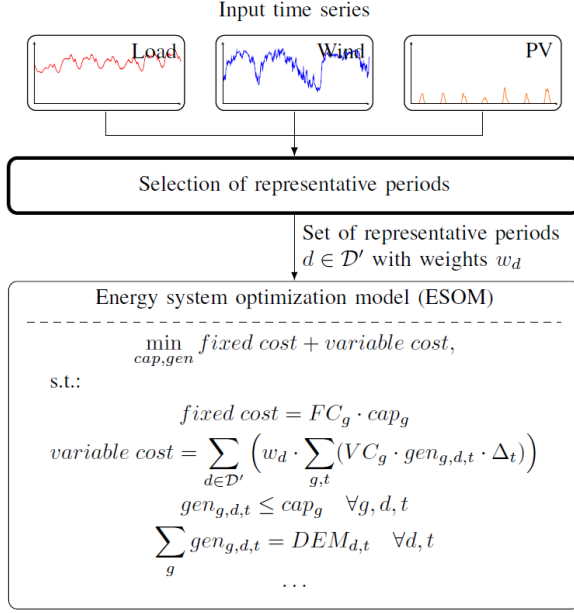 Input time series
Load
Wind
PV
Selection of representative periods
Set of representative periods
d ∈ 𝒟′ with weights w_d
Energy system optimization model (ESOM)
min_{cap,gen} fixed cost + variable cost,
s.t.:
fixed cost = FC_g · cap_g
variable cost = ∑_{d∈𝒟′} (w_d · ∑_{g,t} (VC_g · gen_{g,d,t} · Δ_t))
gen_{g,d,t} ≤ cap_g ∀g, d, t
∑_g gen_{g,d,t} = DEM_{d,t} ∀d, t
...